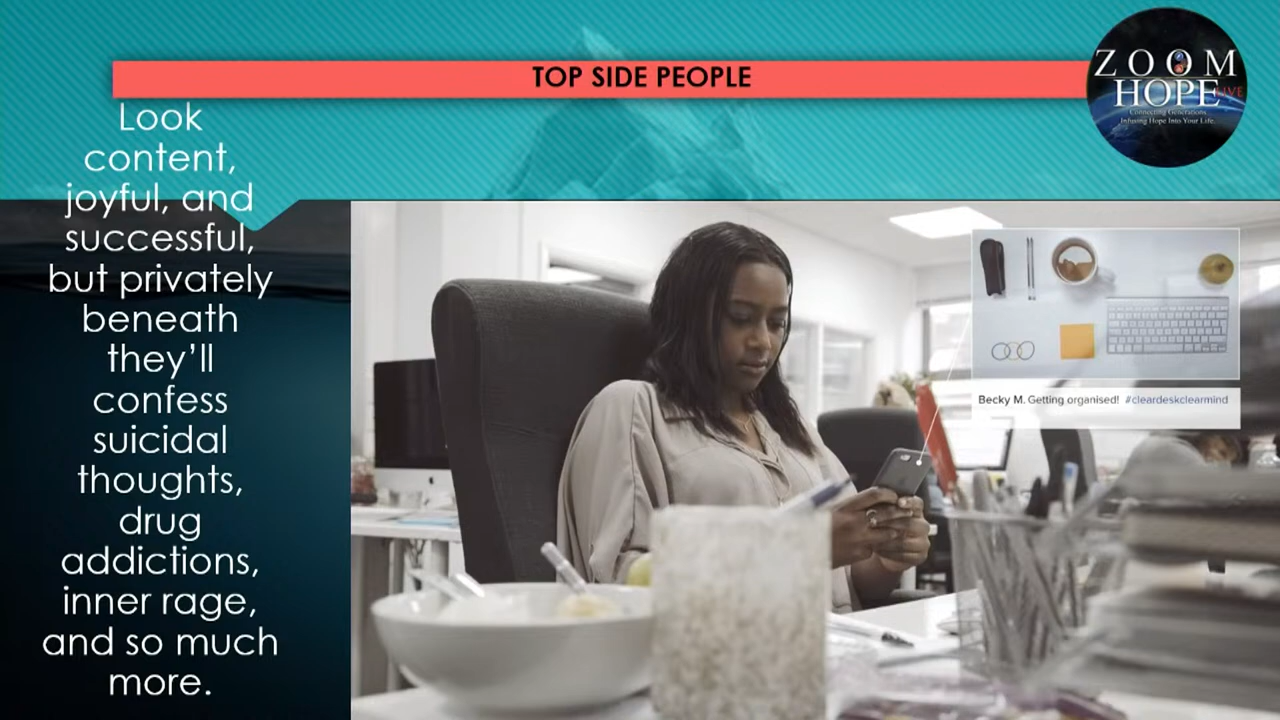 TOP SIDE PEOPLE
ZOOM
HOPE LIVE
Connecting Generations
Infusing Hope Into Your Life.
Look
content,
joyful, and
successful,
but privately
beneath
they’ll
confess
suicidal
thoughts,
drug
addictions,
inner rage,
and so much
more.
Becky M. Getting organised! #cleardeskclearmind